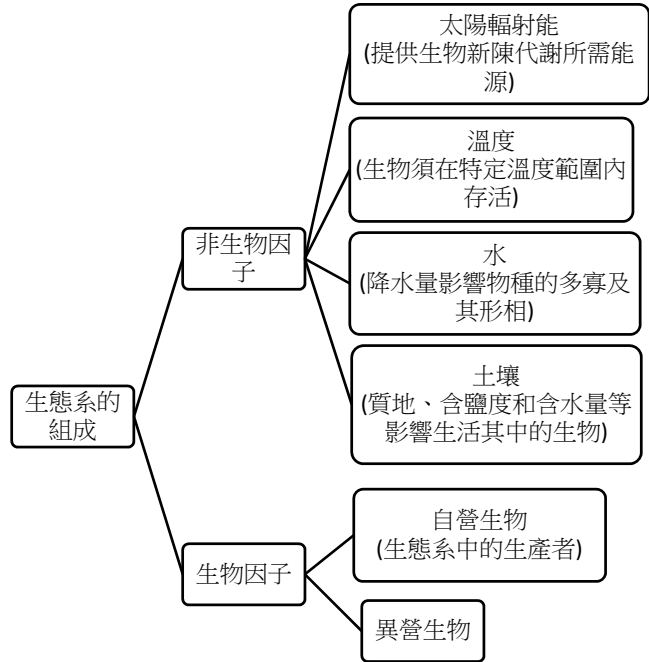 太陽輻射能
(提供生物新陳代謝所需能
源)
溫度
(生物須在特定溫度範圍內
存活)
非生物因
子
水
(降水量影響物種的多寡及
其形相)
土壤
(質地、含鹽度和含水量等
影響生活其中的生物)
生態系的
組成
自營生物
(生態系中的生產者)
生物因子
異營生物